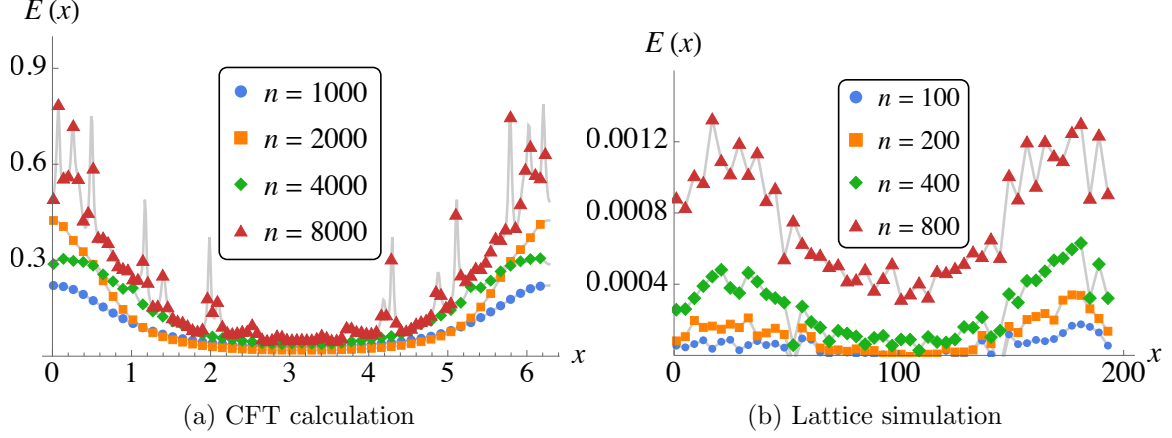 E (x)
0.9
0.6
0.3
n = 1000
n = 2000
n = 4000
n = 8000
0 1 2 3 4 5 6 x
(a) CFT calculation
E (x)
0.0012
0.0008
0.0004
n = 100
n = 200
n = 400
n = 800
0 100 200 x
(b) Lattice simulation